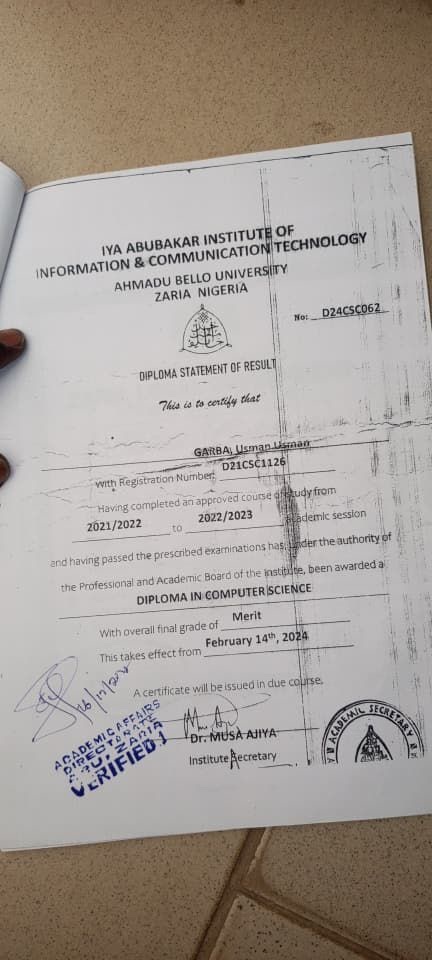 IYA ABUBAKAR INSTITUTE OF
INFORMATION & COMMUNICATION TECHNOLOGY
AHMADU BELLO UNIVERSITY
ZARIA NIGERIA
No: D24CSC062
DIPLOMA STATEMENT OF RESULT
This is to certify that
GARBA, Usman Usman
With Registration Number: D21CSC1126
Having completed an approved course of study from
2021/2022 to 2022/2023 academic session
and having passed the prescribed examinations has, under the authority of
the Professional and Academic Board of the institute, been awarded a
DIPLOMA IN COMPUTER SCIENCE
With overall final grade of Merit
This takes effect from February 14th, 2024
A certificate will be issued in due course.
ACADEMIC AFFAIRS
DIRECTORATE
ZARIA
VERIFIED
Dr. MUSA AJIYA
Institute Secretary
ACADEMIC SECRETARY